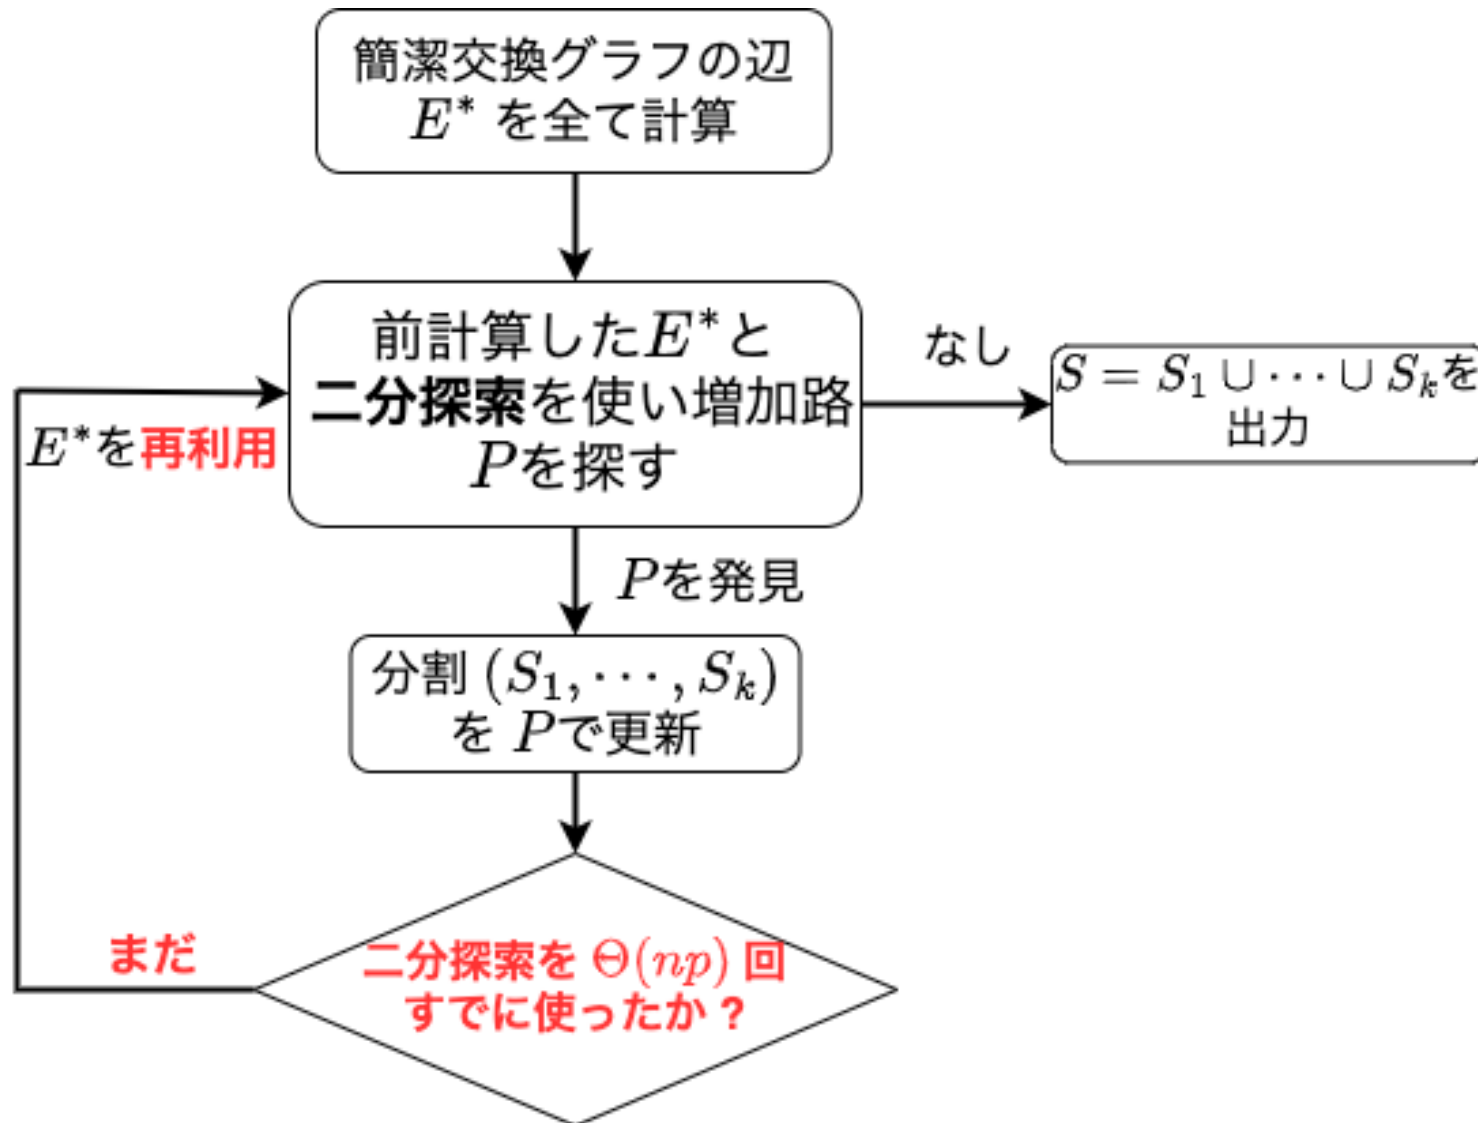 簡潔交換グラフの辺
E* を全て計算
前計算したE*と
二分探索を使い増加路
Pを探す
なし
S = S₁ ∪ ⋯ ∪ Sₖを
出力
E*を再利用
Pを発見
分割 (S₁, ⋯ , Sₖ)
を Pで更新
まだ
二分探索を Θ(np) 回
すでに使ったか？